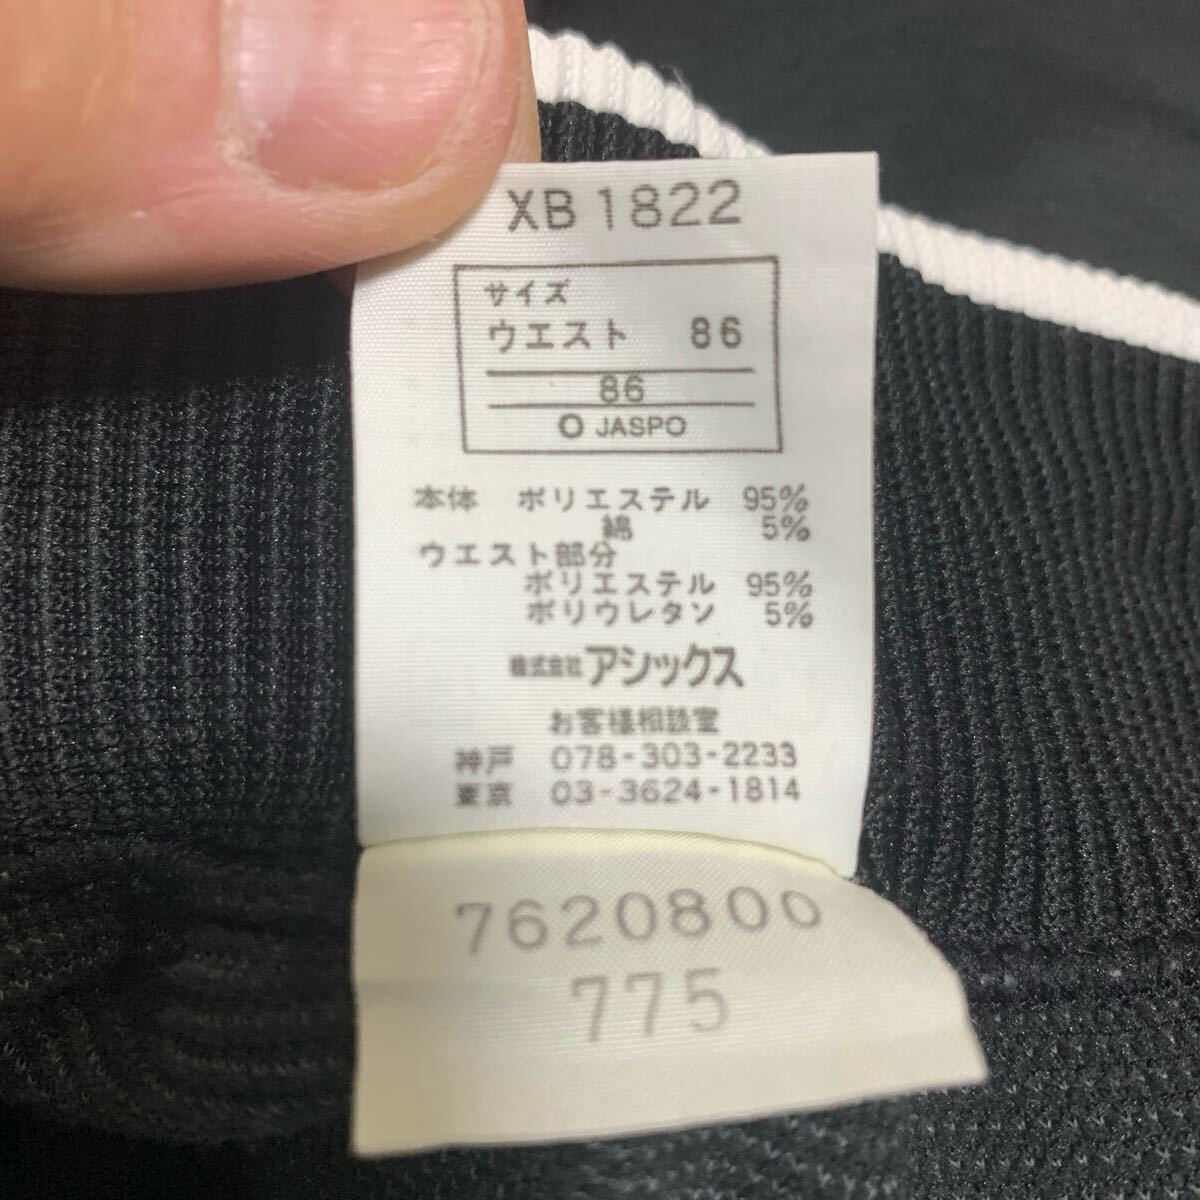 XB 1822
サイズ
ウエスト 86
86
O JASPO
本体 ポリエステル 95%
綿 5%
ウエスト部分
ポリエステル 95%
ポリウレタン 5%
株式会社アシックス
お客様相談室
神戸 078-303-2233
東京 03-3624-1814
7620800
775